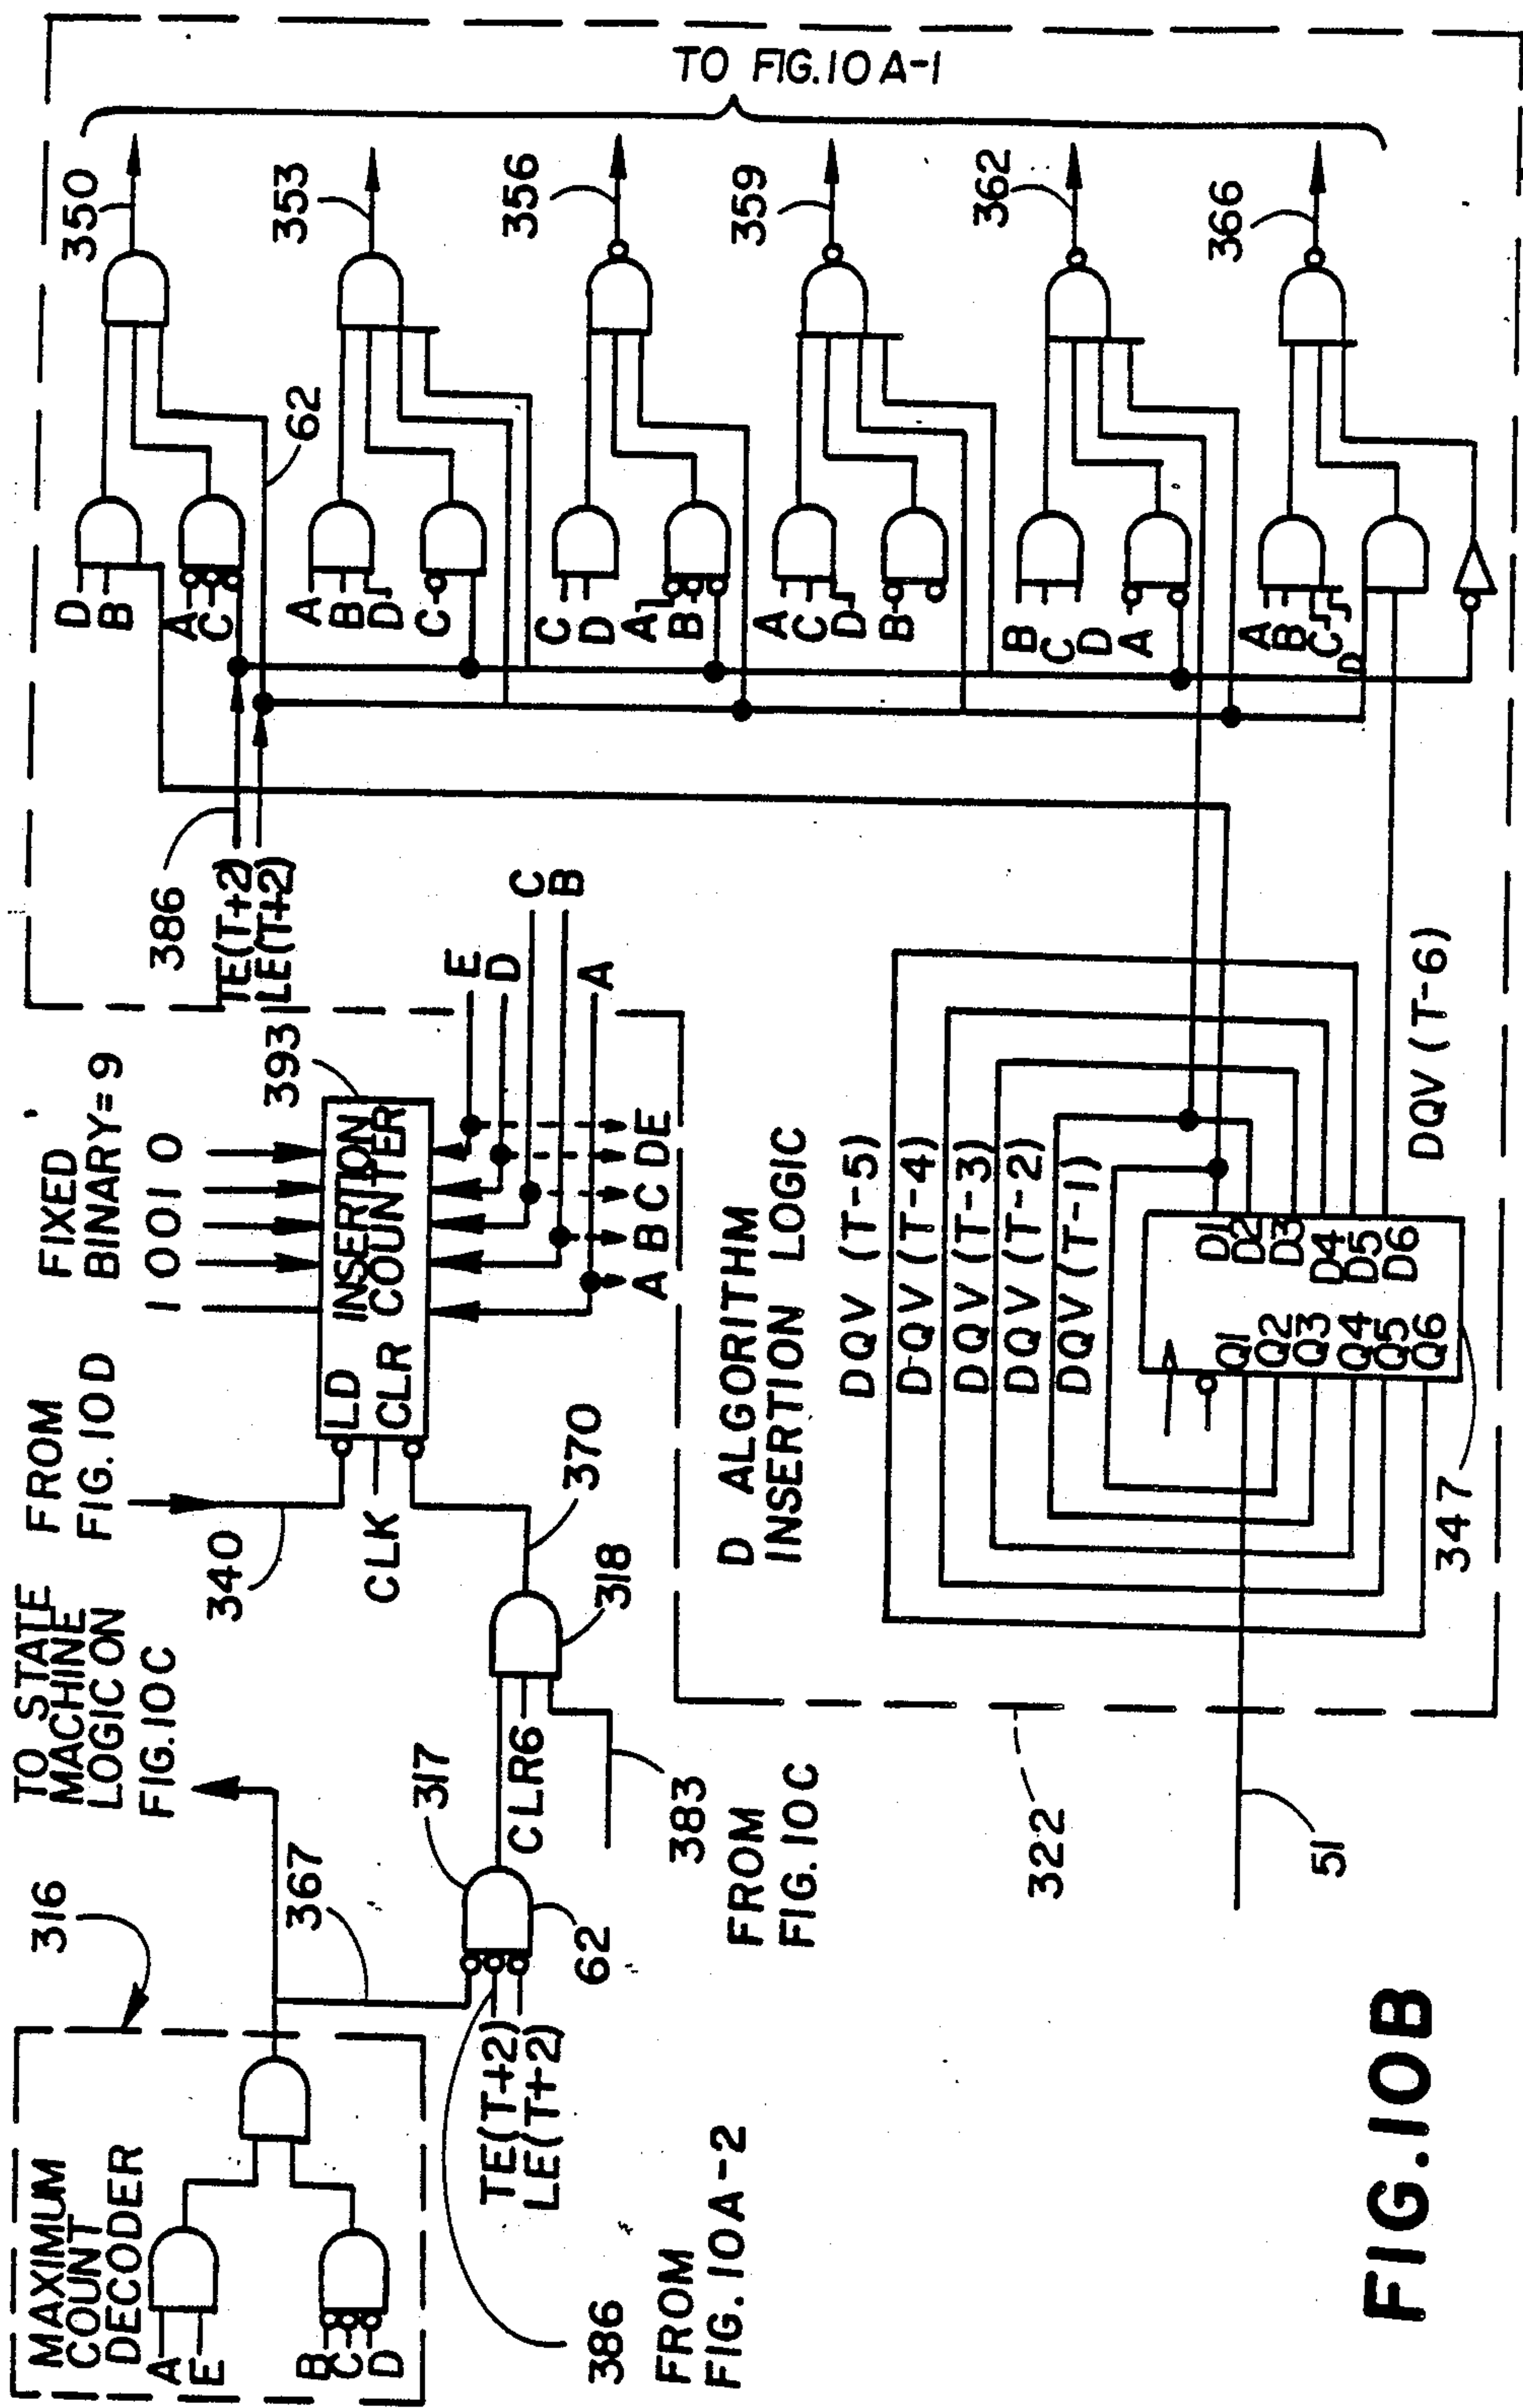 MAXIMUM
COUNT
DECODER
A
E
B
C
D
316
TO STATE
MACHINE
LOGIC ON
FIG. 10C
367
386
FROM
FIG. 10A-2
TE(T+2)
LE(T+2)
62
317
CLR6
383
FROM
FIG. 10C
318
370
340
FROM
FIG. 10D
CLK
LD
CLR
INSERTION
COUNTER
393
FIXED
BINARY=9
1 0 0 1 0
A B C D E
E
D
C
B
A
386
TE(T+2)
LE(T+2)
62
D
B
A
C
350
A
B
D
C
353
C
D
A
B
356
A
C
D
B
359
B
C
D
A
362
A
B
C
D
366
TO FIG. 10A-1
D ALGORITHM
INSERTION LOGIC
DQV (T-5)
DQV (T-4)
DQV (T-3)
DQV (T-2)
DQV (T-1)
DQV (T-6)
Q1
Q2
Q3
Q4
Q5
Q6
D1
D2
D3
D4
D5
D6
347
322
51
FIG. 10B